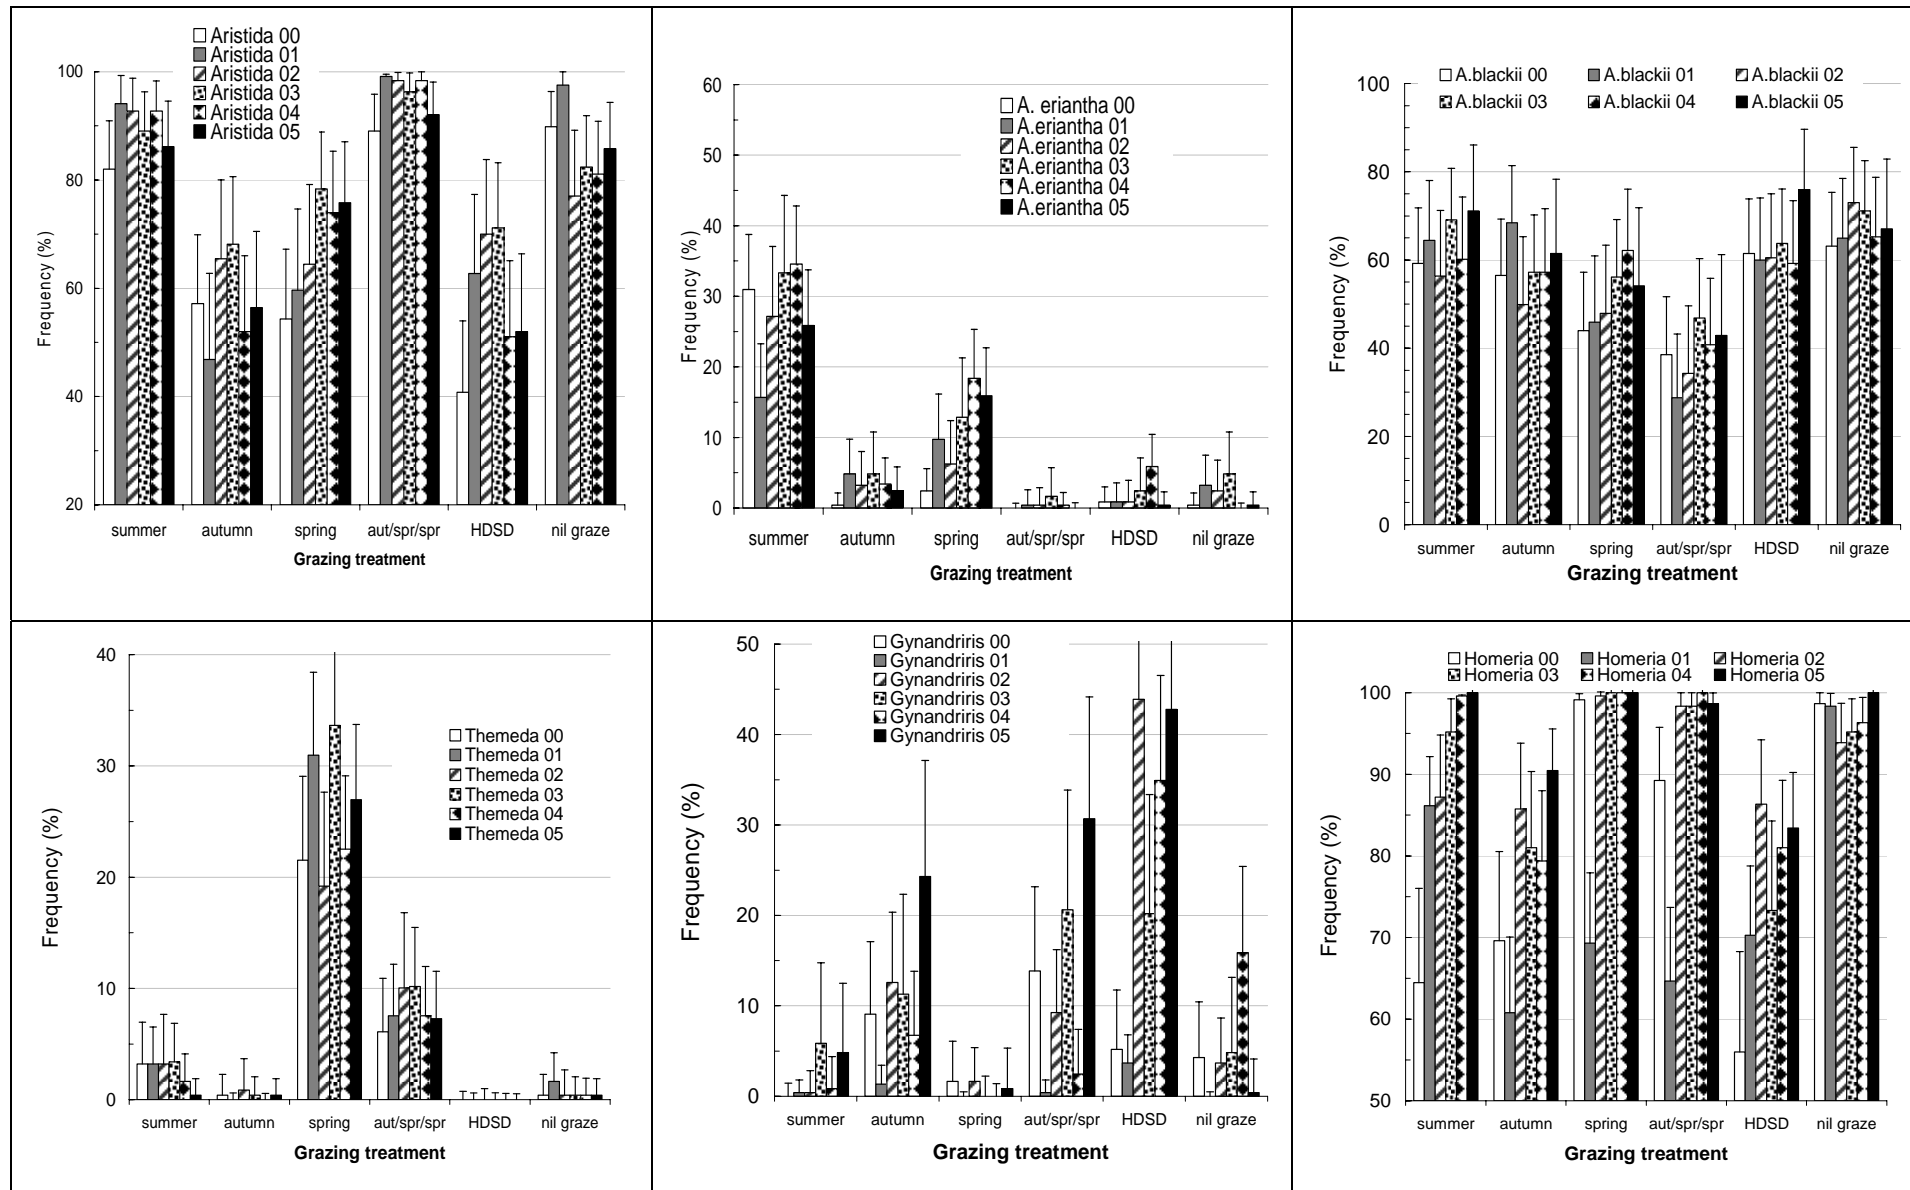 Aristida 00
Aristida 01
Aristida 02
Aristida 03
Aristida 04
Aristida 05
100
80
60
40
20
Frequency (%)
summer autumn spring aut/spr/spr HDSD nil graze
Grazing treatment
A. eriantha 00
A.eriantha 01
A.eriantha 02
A.eriantha 03
A.eriantha 04
A.eriantha 05
60
50
40
30
20
10
0
Frequency (%)
summer autumn spring aut/spr/spr HDSD nil graze
Grazing treatment
A.blackii 00 A.blackii 01 A.blackii 02
A.blackii 03 A.blackii 04 A.blackii 05
100
80
60
40
20
0
Frequency (%)
summer autumn spring aut/spr/spr HDSD nil graze
Grazing treatment
Themeda 00
Themeda 01
Themeda 02
Themeda 03
Themeda 04
Themeda 05
40
30
20
10
0
Frequency (%)
summer autumn spring aut/spr/spr HDSD nil graze
Grazing treatment
Gynandriris 00
Gynandriris 01
Gynandriris 02
Gynandriris 03
Gynandriris 04
Gynandriris 05
50
40
30
20
10
0
Frequency (%)
summer autumn spring aut/spr/spr HDSD nil graze
Grazing treatment
Homeria 00 Homeria 01 Homeria 02
Homeria 03 Homeria 04 Homeria 05
100
90
80
70
60
50
Frequency (%)
summer autumn spring aut/spr/spr HDSD nil graze
Grazing treatment